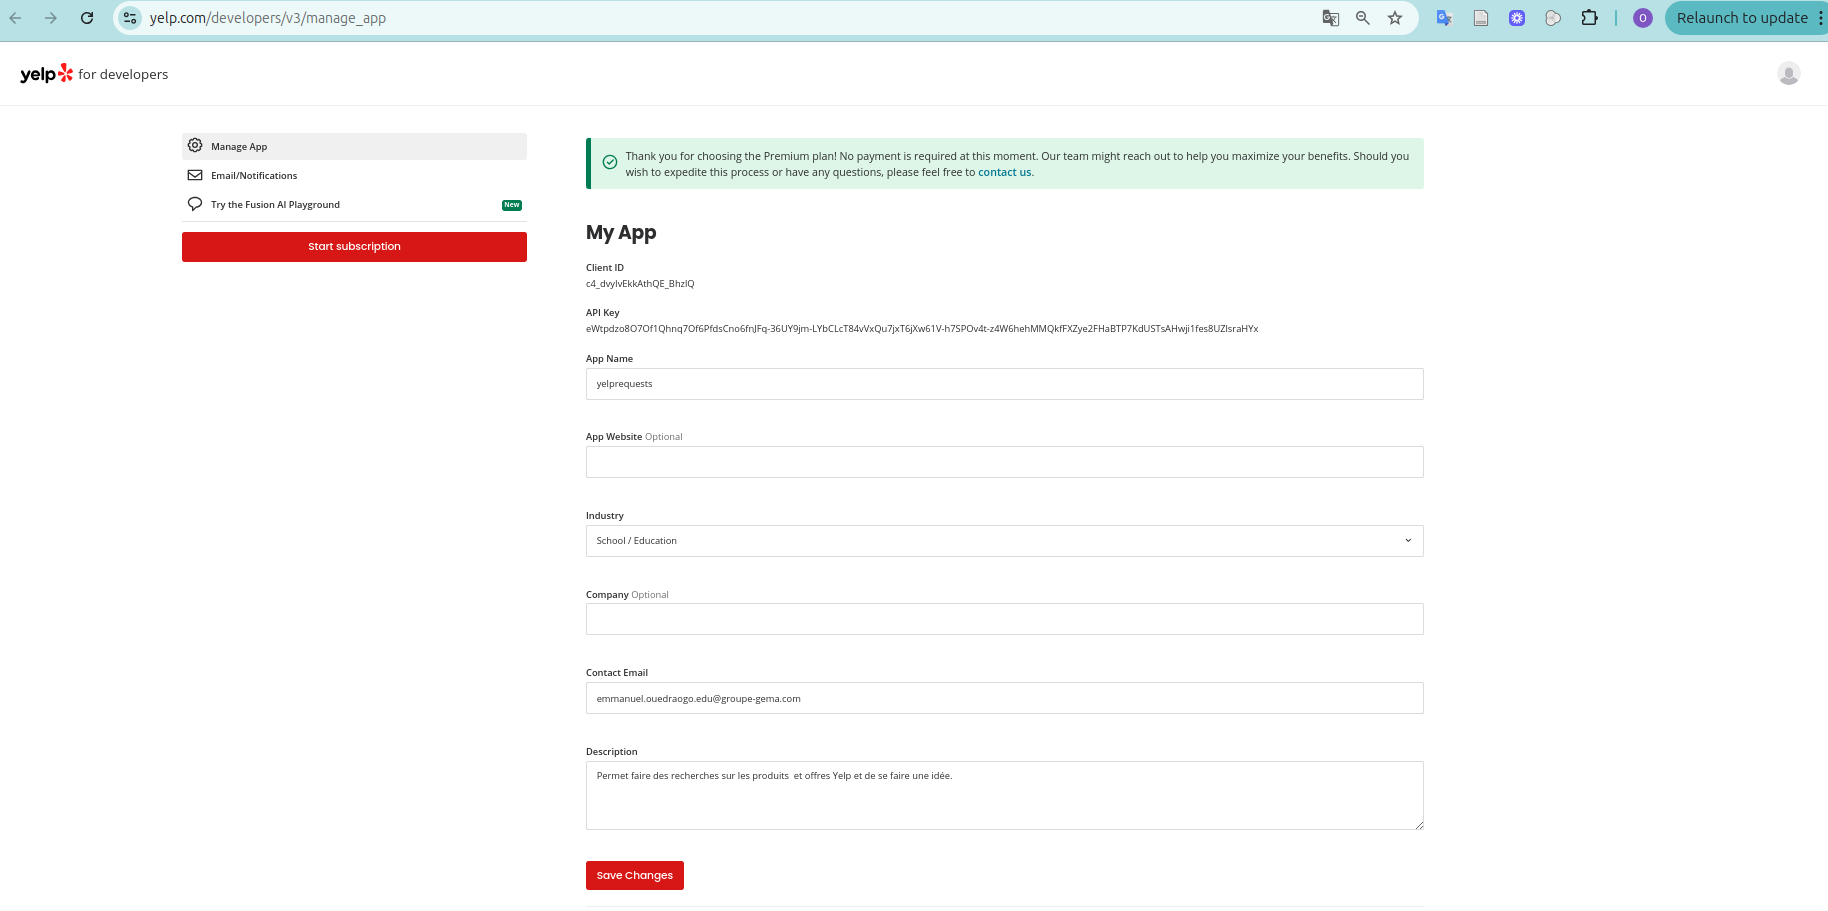 yelp.com/developers/v3/manage_app
O
Relaunch to update
yelp for developers
Manage App
Email/Notifications
Try the Fusion AI Playground New
Start subscription
Thank you for choosing the Premium plan! No payment is required at this moment. Our team might reach out to help you maximize your benefits. Should you
wish to expedite this process or have any questions, please feel free to contact us.
My App
Client ID
c4_dvylvEkkAthQE_BhzlQ
API Key
eWtpdzo8O7Of1Qhnq7Of6PfdsCno6fnJFq-36UY9jm-LYbCLcT84vVxQu7jxT6jXw61V-h7SPOv4t-z4W6hehMMQkfFXZye2FHaBTP7KdUSTsAHwji1fes8UZlsraHYx
App Name
yelprequests
App Website Optional
Industry
School / Education
Company Optional
Contact Email
emmanuel.ouedraogo.edu@groupe-gema.com
Description
Permet faire des recherches sur les produits  et offres Yelp et de se faire une idée.
Save Changes